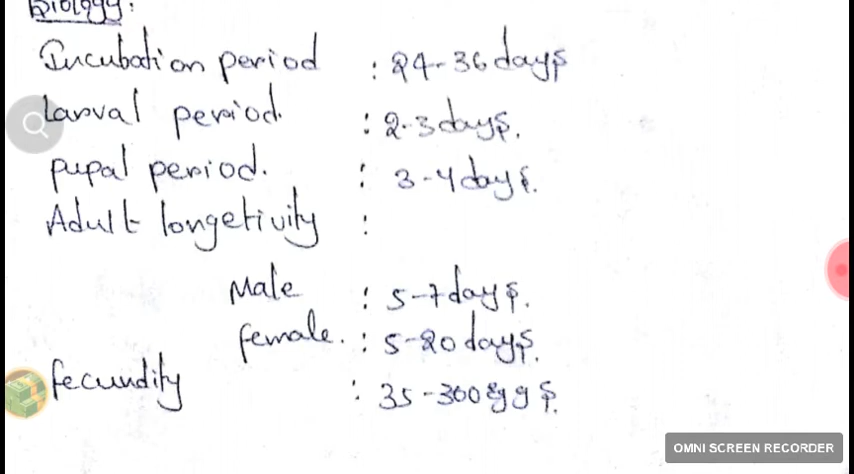 Biology:
Incubation period : 24-36 days
Larval period. : 2-3 days.
pupal period. : 3-4 days.
Adult longetivity :
Male : 5-7 days.
female. : 5-20 days.
fecundity : 35-300 eggs.
OMNI SCREEN RECORDER